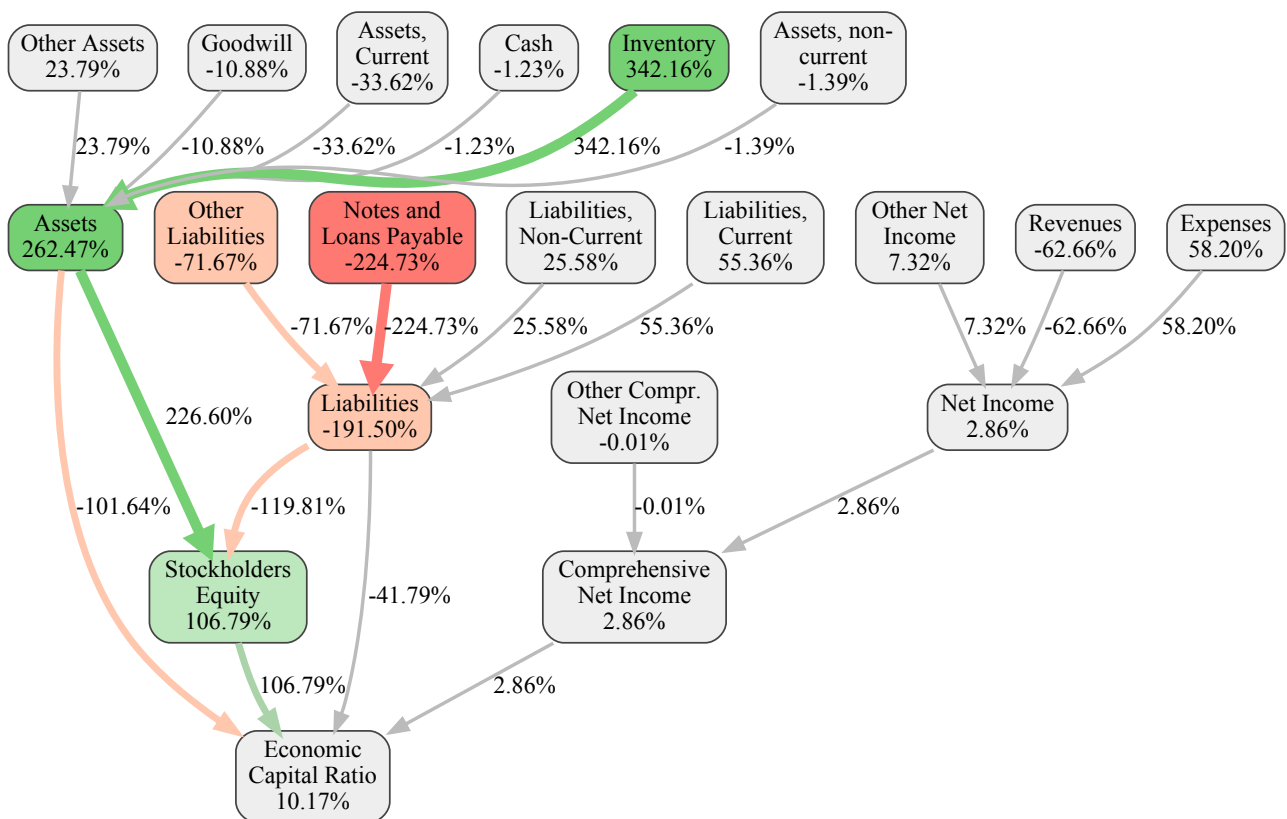 Other Assets
23.79%
Goodwill
-10.88%
Assets,
Current
-33.62%
Cash
-1.23%
Inventory
342.16%
Assets, non-
current
-1.39%
23.79%
-10.88%
-33.62%
-1.23%
342.16%
-1.39%
Assets
262.47%
Other
Liabilities
-71.67%
Notes and
Loans Payable
-224.73%
Liabilities,
Non-Current
25.58%
Liabilities,
Current
55.36%
Other Net
Income
7.32%
Revenues
-62.66%
Expenses
58.20%
-71.67%
-224.73%
25.58%
55.36%
7.32%
-62.66%
58.20%
Liabilities
-191.50%
Other Compr.
Net Income
-0.01%
Net Income
2.86%
226.60%
-101.64%
-119.81%
-0.01%
2.86%
Stockholders
Equity
106.79%
-41.79%
Comprehensive
Net Income
2.86%
106.79%
2.86%
Economic
Capital Ratio
10.17%